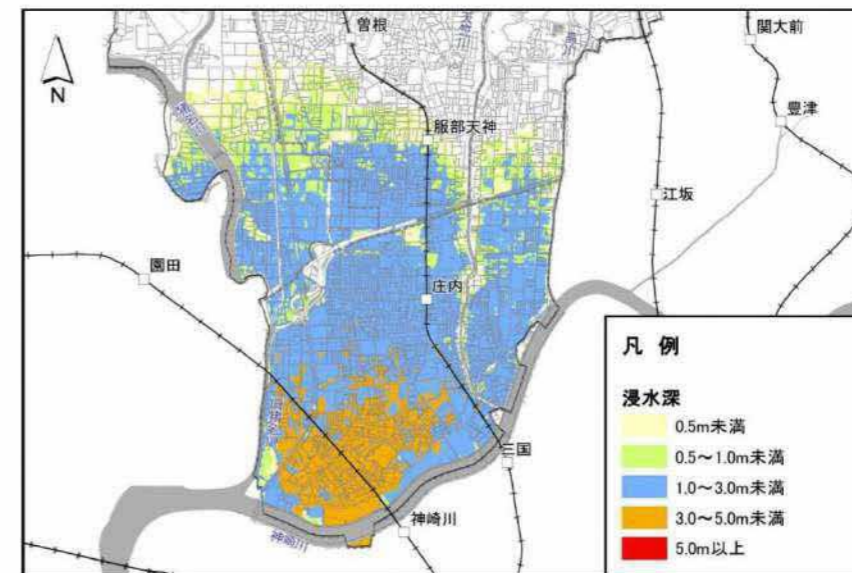 曽根
関大前
豊津
服部天神
江坂
N
園田
庄内
三国
神崎川
神崎川
凡 例
浸水深
0.5m未満
0.5～1.0m未満
1.0～3.0m未満
3.0～5.0m未満
5.0m以上